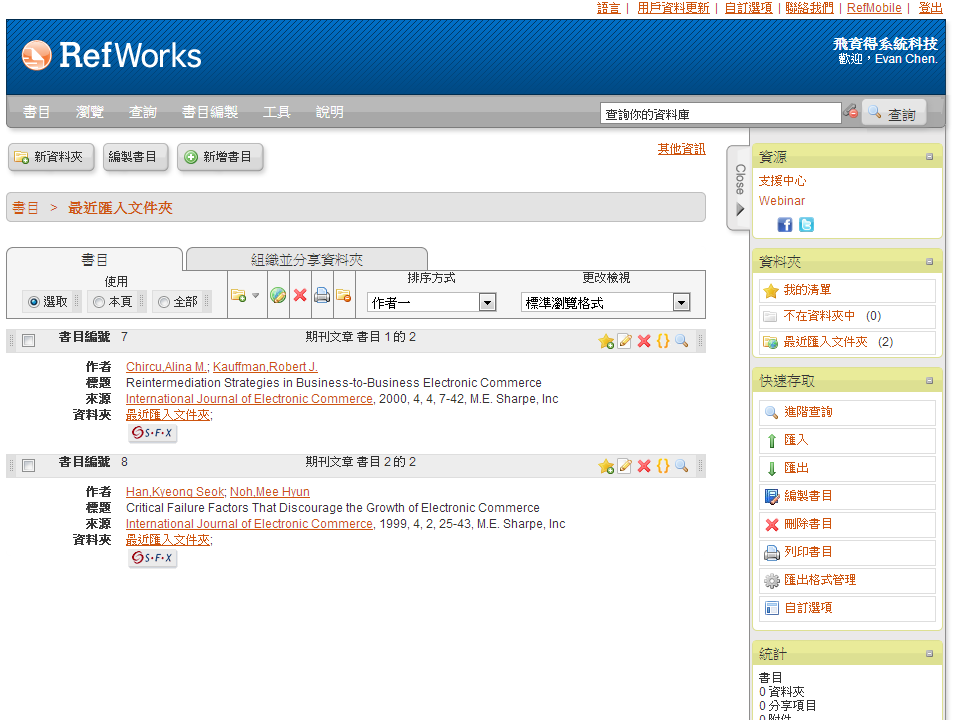 語言 | 用戶資料更新 | 自訂選項 | 聯絡我們 | RefMobile | 登出
RefWorks
飛資得系統科技
歡迎，Evan Chen.
書目 瀏覽 查詢 書目編製 工具 說明
查詢你的資料庫 查詢
新資料夾 編製書目 新增書目
其他資訊
書目 > 最近匯入文件夾
書目 組織並分享資料夾
使用 排序方式 更改檢視
選取 本頁 全部 作者一 標準瀏覽格式
書目編號 7 期刊文章 書目 1 的 2
作者 Chircu,Alina M.; Kauffman,Robert J.
標題 Reintermediation Strategies in Business-to-Business Electronic Commerce
來源 International Journal of Electronic Commerce, 2000, 4, 4, 7-42, M.E. Sharpe, Inc
資料夾 最近匯入文件夾;
S·F·X
書目編號 8 期刊文章 書目 2 的 2
作者 Han,Kyeong Seok; Noh,Mee Hyun
標題 Critical Failure Factors That Discourage the Growth of Electronic Commerce
來源 International Journal of Electronic Commerce, 1999, 4, 2, 25-43, M.E. Sharpe, Inc
資料夾 最近匯入文件夾;
S·F·X
Close
資源
支援中心
Webinar
資料夾
我的清單
不在資料夾中 (0)
最近匯入文件夾 (2)
快速存取
進階查詢
匯入
匯出
編製書目
刪除書目
列印書目
匯出格式管理
自訂選項
統計
書目
0 資料夾
0 分享項目
0 附件